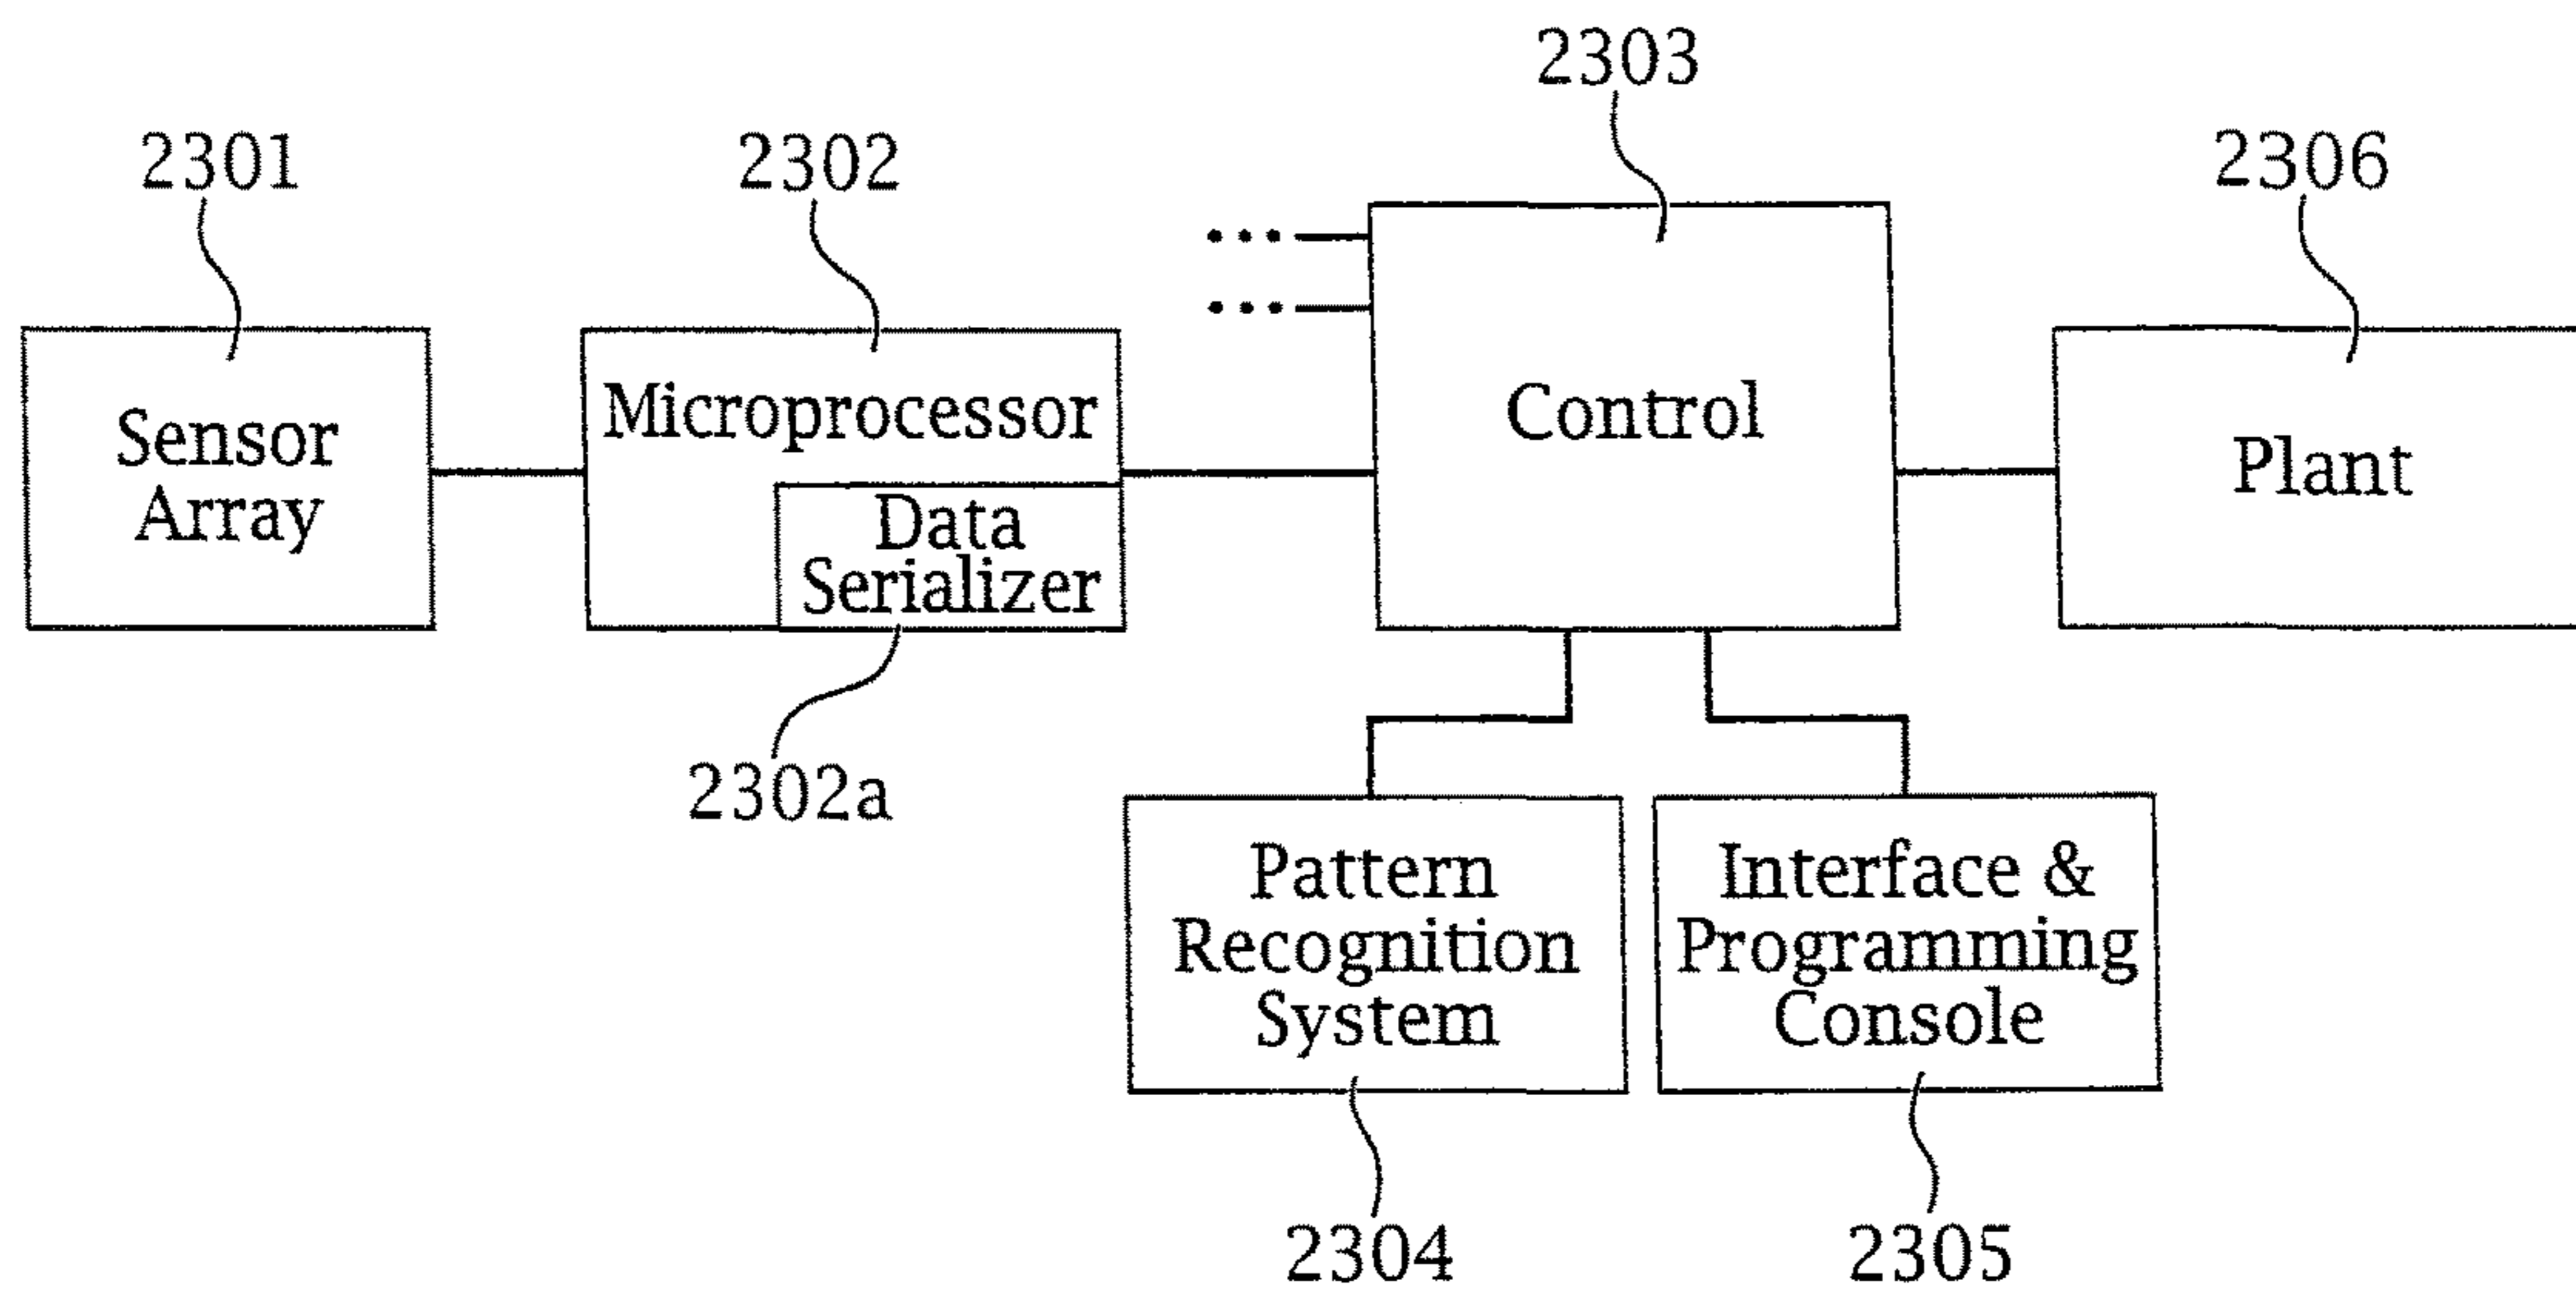 2303
2301
2302
2306
Sensor
Array
Microprocessor
Data
Serializer
Control
Plant
2302a
Pattern
Recognition
System
Interface &
Programming
Console
2304
2305